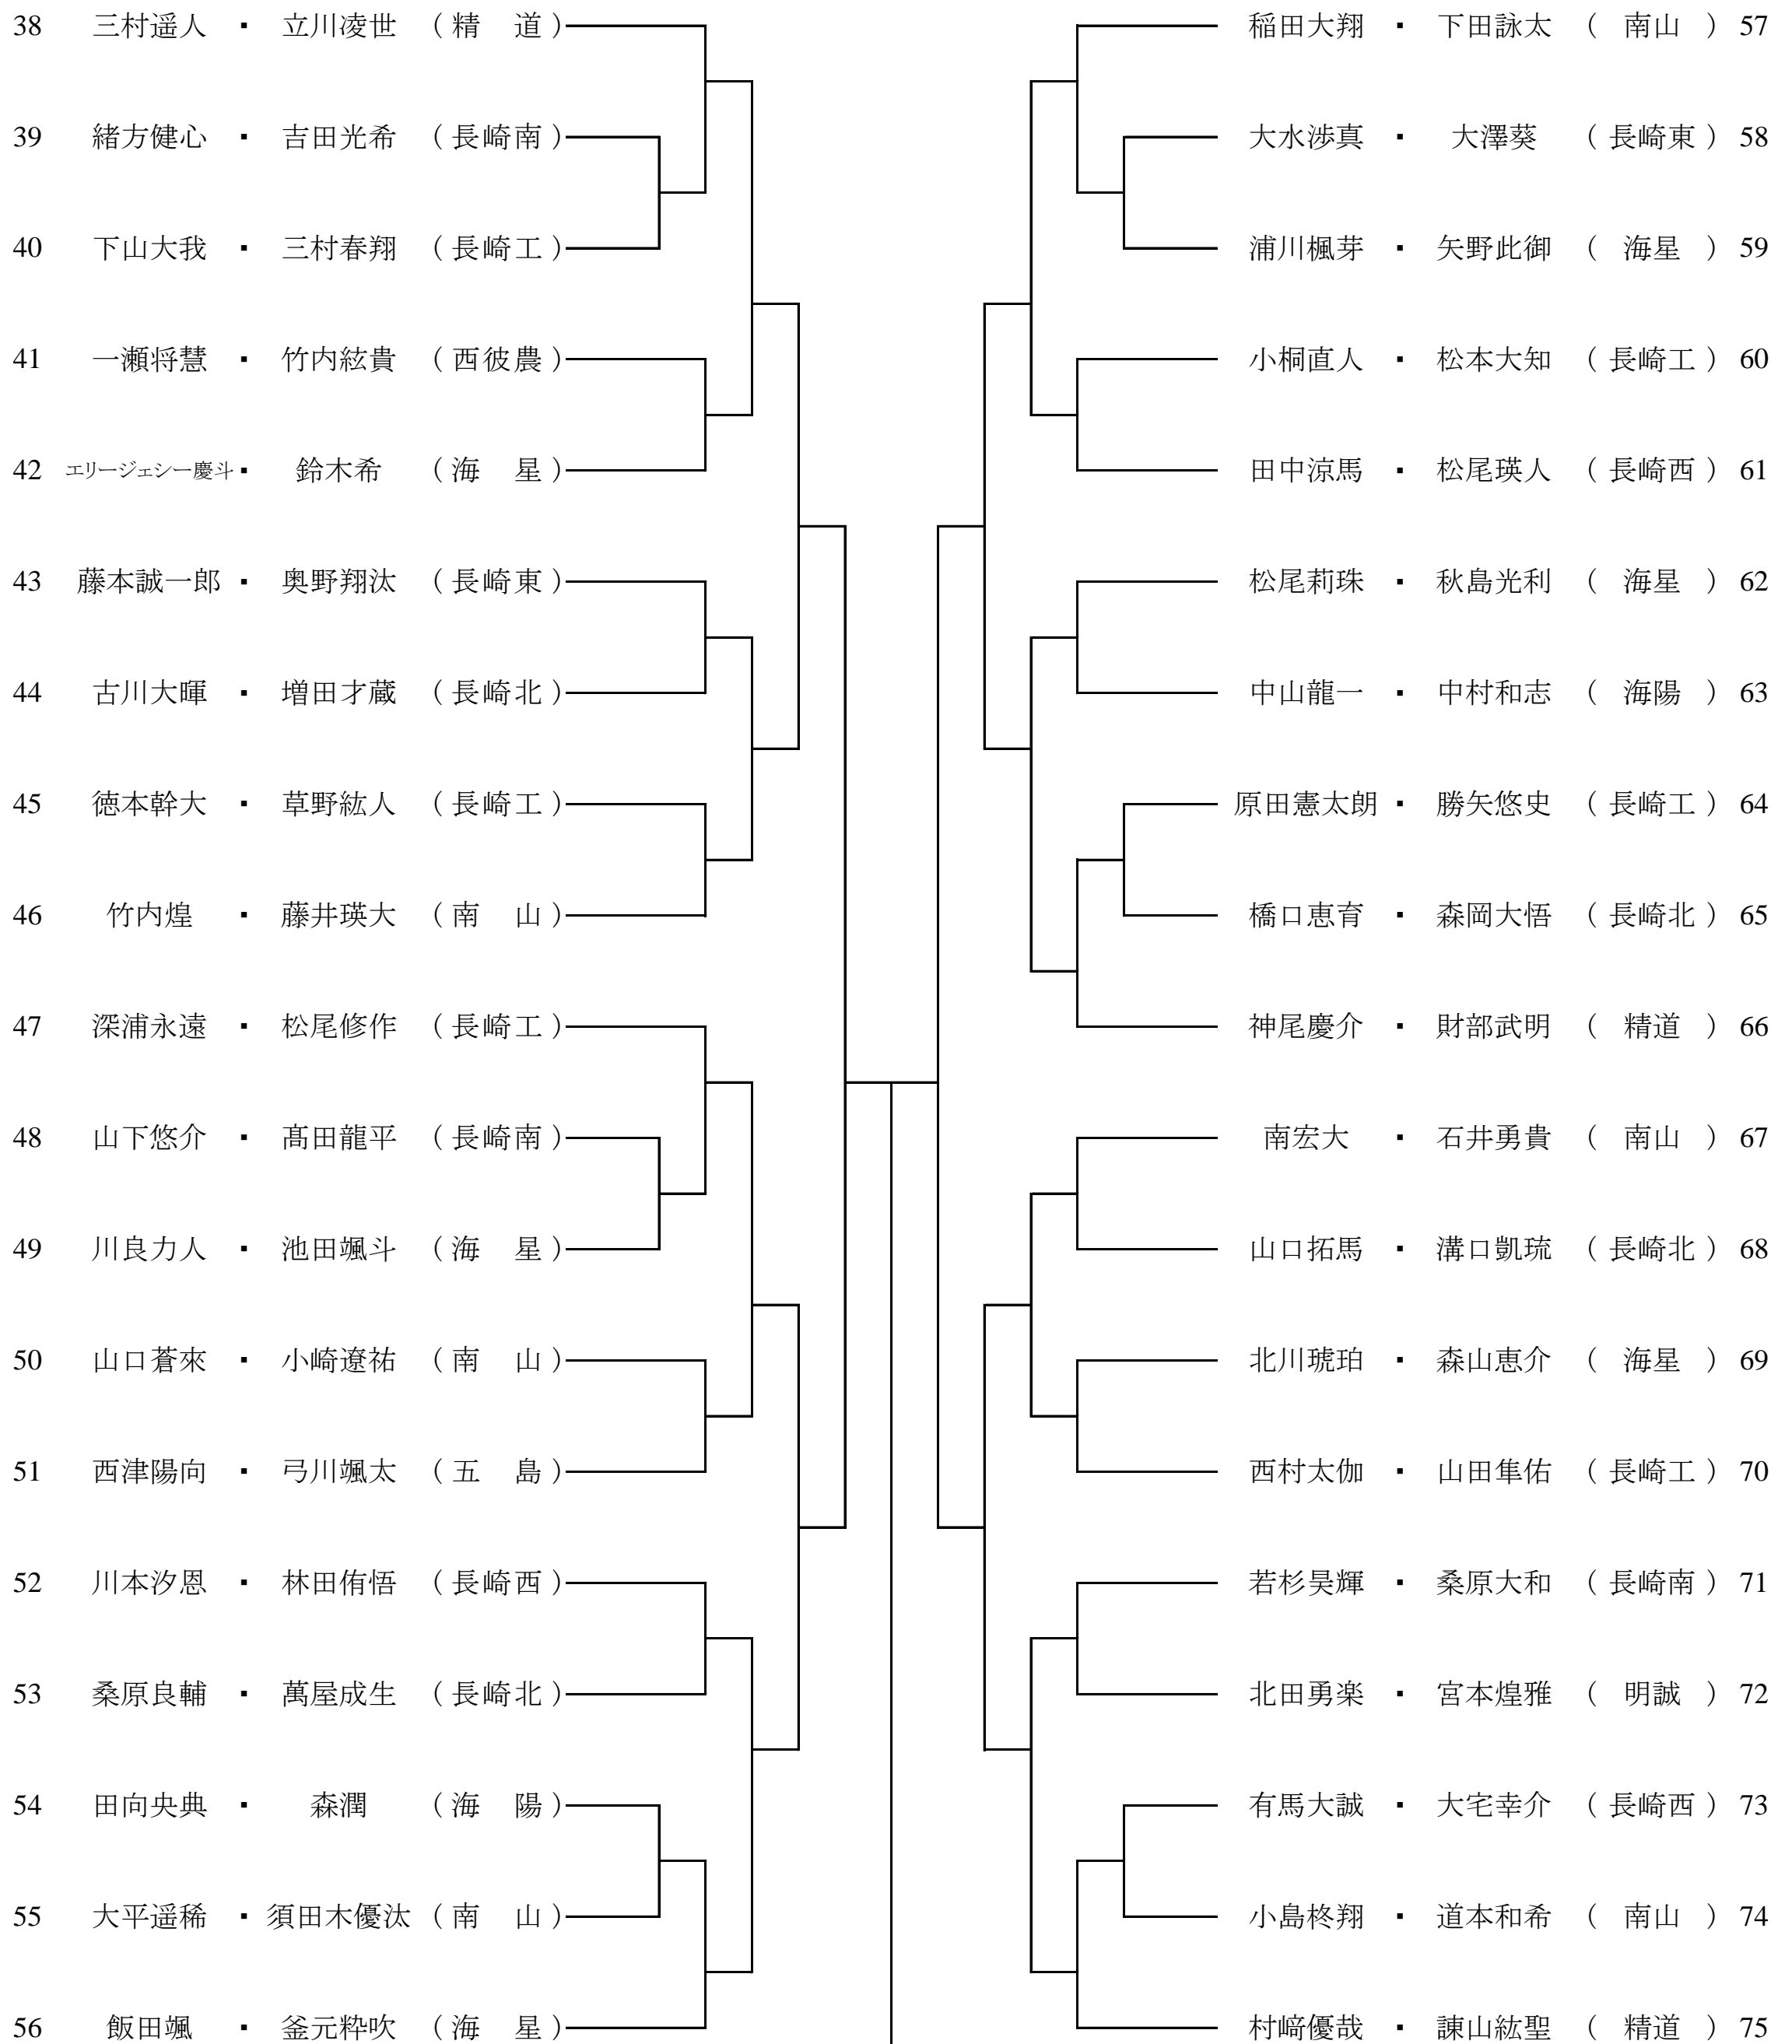 38 三村遥人 ・ 立川凌世 （精　道）
39 緒方健心 ・ 吉田光希 （長崎南）
40 下山大我 ・ 三村春翔 （長崎工）
41 一瀬将慧 ・ 竹内絃貴 （西彼農）
42 エリージェシー慶斗 ・ 鈴木希 （海　星）
43 藤本誠一郎 ・ 奥野翔汰 （長崎東）
44 古川大暉 ・ 増田才蔵 （長崎北）
45 徳本幹大 ・ 草野紘人 （長崎工）
46 竹内煌 ・ 藤井瑛大 （南　山）
47 深浦永遠 ・ 松尾修作 （長崎工）
48 山下悠介 ・ 髙田龍平 （長崎南）
49 川良力人 ・ 池田颯斗 （海　星）
50 山口蒼來 ・ 小崎遼祐 （南　山）
51 西津陽向 ・ 弓川颯太 （五　島）
52 川本汐恩 ・ 林田侑悟 （長崎西）
53 桑原良輔 ・ 萬屋成生 （長崎北）
54 田向央典 ・ 森潤 （海　陽）
55 大平遥稀 ・ 須田木優汰 （南　山）
56 飯田颯 ・ 釜元粋吹 （海　星）
稲田大翔 ・ 下田詠太 （ 南山 ） 57
大水渉真 ・ 大澤葵 （ 長崎東 ） 58
浦川楓芽 ・ 矢野此御 （ 海星 ） 59
小桐直人 ・ 松本大知 （ 長崎工 ） 60
田中涼馬 ・ 松尾瑛人 （ 長崎西 ） 61
松尾莉珠 ・ 秋島光利 （ 海星 ） 62
中山龍一 ・ 中村和志 （ 海陽 ） 63
原田憲太朗 ・ 勝矢悠史 （ 長崎工 ） 64
橋口恵育 ・ 森岡大悟 （ 長崎北 ） 65
神尾慶介 ・ 財部武明 （ 精道 ） 66
南宏大 ・ 石井勇貴 （ 南山 ） 67
山口拓馬 ・ 溝口凱琉 （ 長崎北 ） 68
北川琥珀 ・ 森山恵介 （ 海星 ） 69
西村太伽 ・ 山田隼佑 （ 長崎工 ） 70
若杉昊輝 ・ 桑原大和 （ 長崎南 ） 71
北田勇楽 ・ 宮本煌雅 （ 明誠 ） 72
有馬大誠 ・ 大宅幸介 （ 長崎西 ） 73
小島柊翔 ・ 道本和希 （ 南山 ） 74
村﨑優哉 ・ 諫山紘聖 （ 精道 ） 75